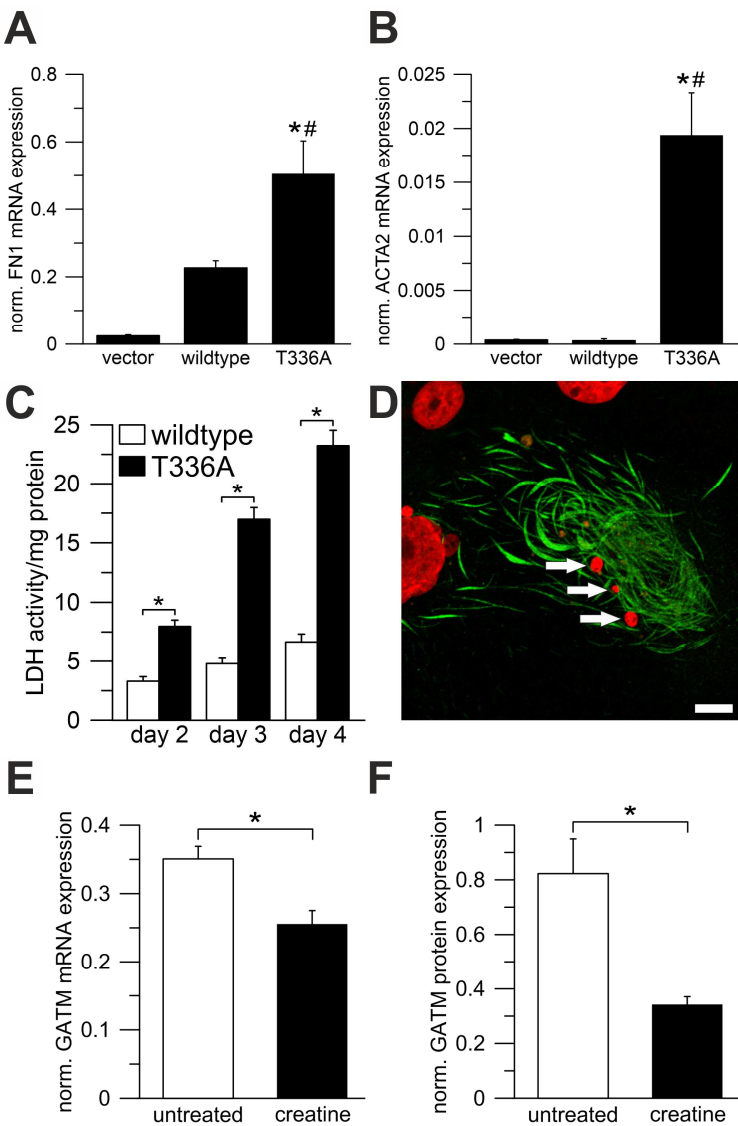 A
norm. FN1 mRNA expression
0.8
0.6
0.4
0.2
0
*#
vector
wildtype
T336A
B
norm. ACTA2 mRNA expression
0.025
0.02
0.015
0.01
0.005
0
*#
vector
wildtype
T336A
C
LDH activity/mg protein
25
20
15
10
5
0
wildtype
T336A
*
*
*
day 2
day 3
day 4
D
E
norm. GATM mRNA expression
0.4
0.3
0.2
0.1
0
*
untreated
creatine
F
norm. GATM protein expression
1
0.8
0.6
0.4
0.2
0
*
untreated
creatine